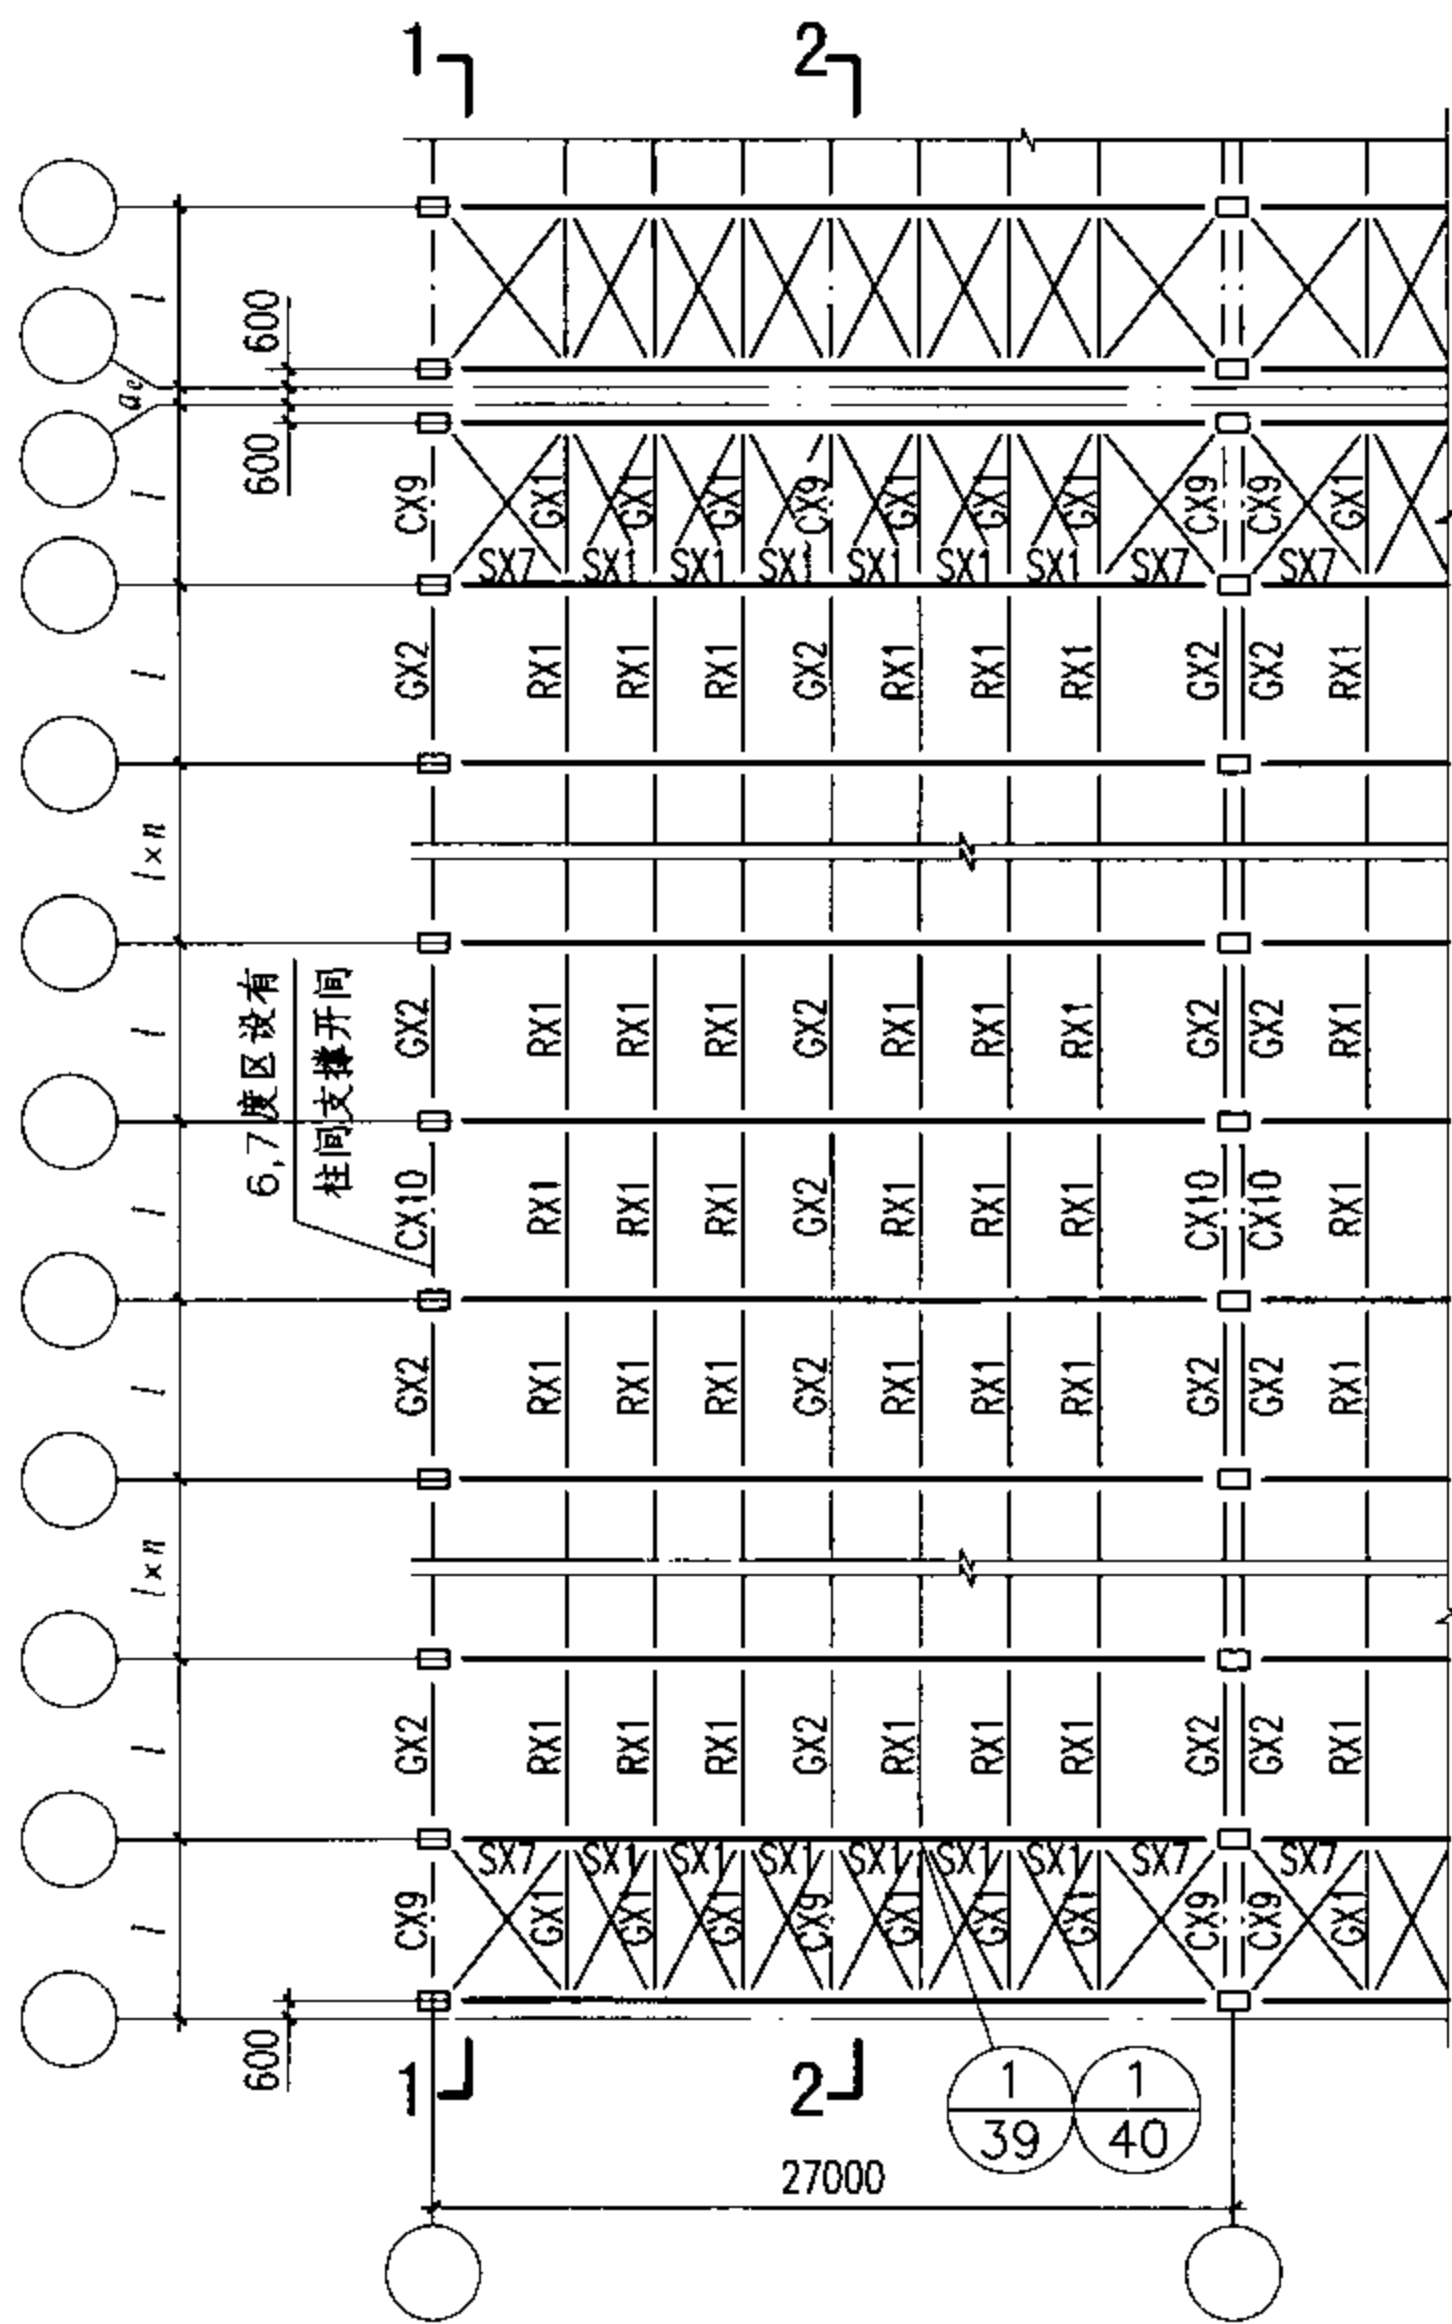 1 2
l 600
ac
l 600 CX9 GX1 GX1 GX1 CX9 GX1 GX1 GX1 CX9 CX9 GX1
SX7 SX1 SX1 SX1 SX1 SX1 SX1 SX7 SX7
l GX2 RX1 RX1 RX1 GX2 RX1 RX1 RX1 GX2 GX2 RX1
l×n
l GX2 RX1 RX1 RX1 GX2 RX1 RX1 RX1 GX2 GX2 RX1
6,7度区设有
柱间支撑开间
l CX10 RX1 RX1 RX1 GX2 RX1 RX1 RX1 CX10 CX10 RX1
l GX2 RX1 RX1 RX1 GX2 RX1 RX1 RX1 GX2 GX2 RX1
l×n
l GX2 RX1 RX1 RX1 GX2 RX1 RX1 RX1 GX2 GX2 RX1
SX7 SX1 SX1 SX1 SX1 SX1 SX1 SX7 SX7
l CX9 GX1 GX1 GX1 CX9 GX1 GX1 GX1 CX9 CX9 GX1
600
1 2
1 1
39 40
27000